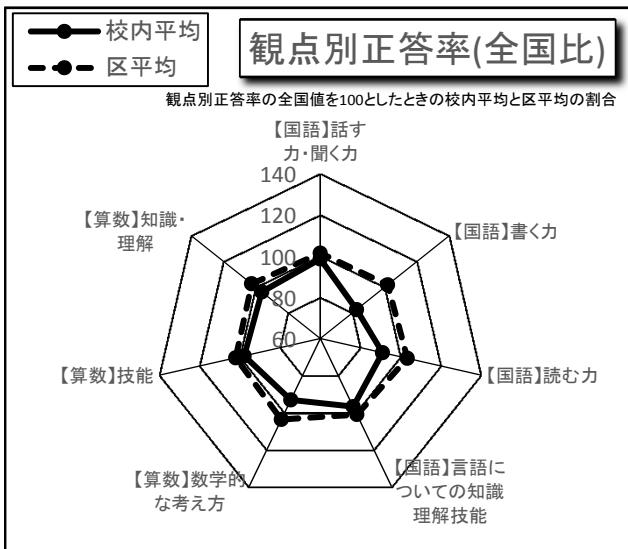 校内平均
区平均
観点別正答率(全国比)
観点別正答率の全国値を100としたときの校内平均と区平均の割合
【国語】話す
力・聞く力
140
120
100
80
60
【国語】書く力
【国語】読む力
【国語】言語に
ついての知識
理解技能
【算数】数学的
な考え方
【算数】技能
【算数】知識・
理解